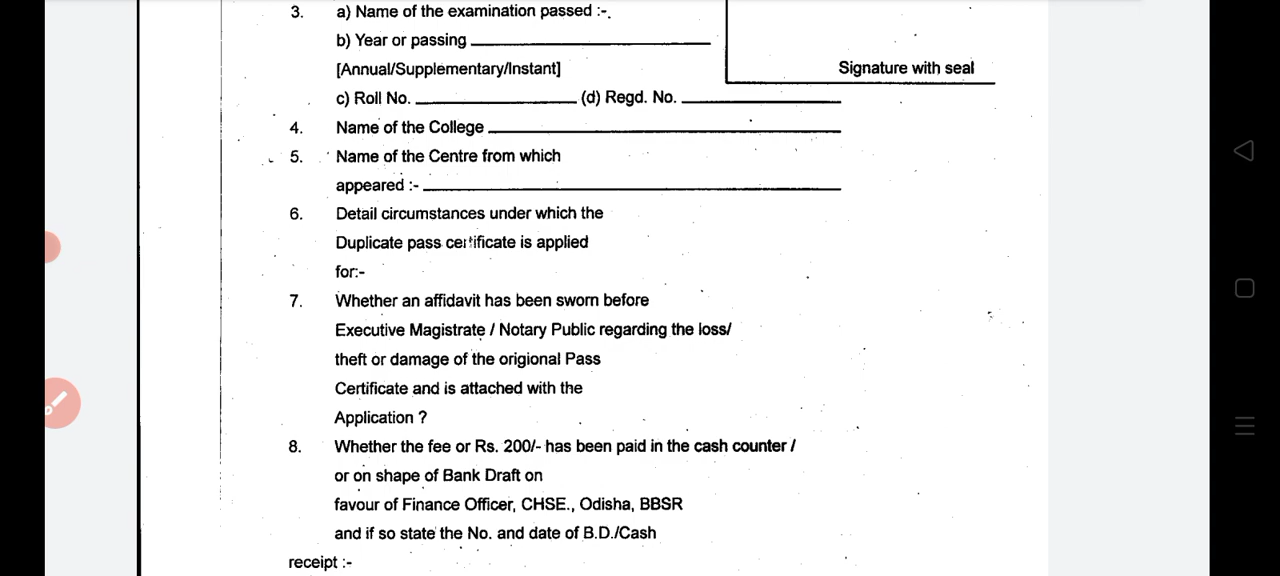 3. a) Name of the examination passed :-.
b) Year or passing
[Annual/Supplementary/Instant]
Signature with seal
c) Roll No. (d) Regd. No.
4. Name of the College
5. Name of the Centre from which
appeared :-
6. Detail circumstances under which the
Duplicate pass certificate is applied
for:-
7. Whether an affidavit has been sworn before
Executive Magistrate / Notary Public regarding the loss/
theft or damage of the origional Pass
Certificate and is attached with the
Application ?
8. Whether the fee or Rs. 200/- has been paid in the cash counter /
or on shape of Bank Draft on
favour of Finance Officer, CHSE., Odisha, BBSR
and if so state the No. and date of B.D./Cash
receipt :-